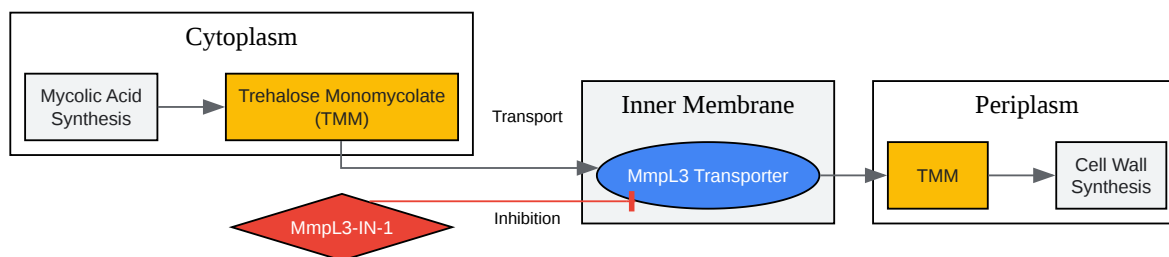 Cytoplasm
Mycolic Acid
Synthesis
Trehalose Monomycolate
(TMM)
Transport
Inner Membrane
MmpL3 Transporter
Periplasm
TMM
Cell Wall
Synthesis
MmpL3-IN-1
Inhibition